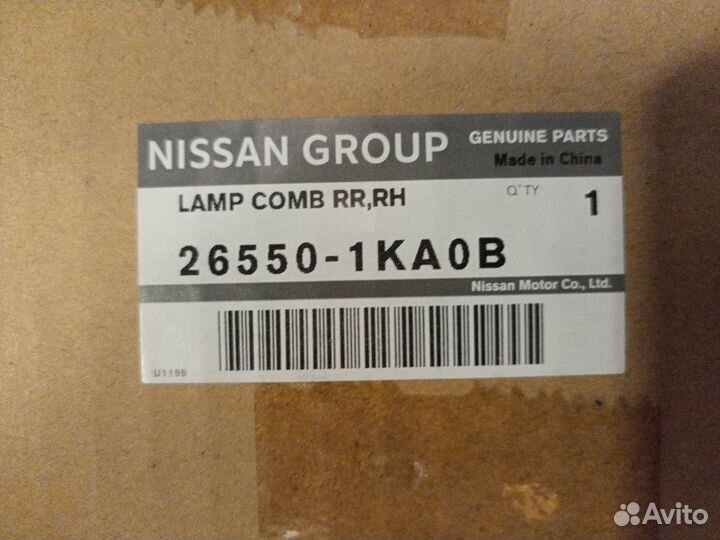 NISSAN GROUP
GENUINE PARTS
Made in China
LAMP COMB RR,RH
Q'TY 1
26550-1KA0B
Nissan Motor Co., Ltd.
U1199
Avito